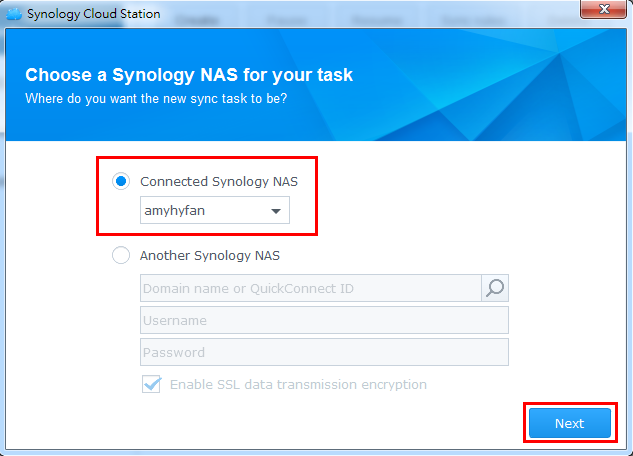 Synology Cloud Station
Choose a Synology NAS for your task
Where do you want the new sync task to be?
Connected Synology NAS
amyhyfan
Another Synology NAS
Domain name or QuickConnect ID
Username
Password
Enable SSL data transmission encryption
Next